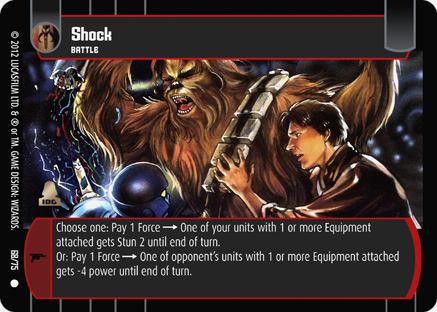 Shock
BATTLE
© 2012 LUCASFILM LTD. & ® or TM. GAME DESIGN: WIZARDS.
IDG
Choose one: Pay 1 Force → One of your units with 1 or more Equipment
attached gets Stun 2 until end of turn.
Or: Pay 1 Force → One of opponent's units with 1 or more Equipment attached
gets -4 power until end of turn.